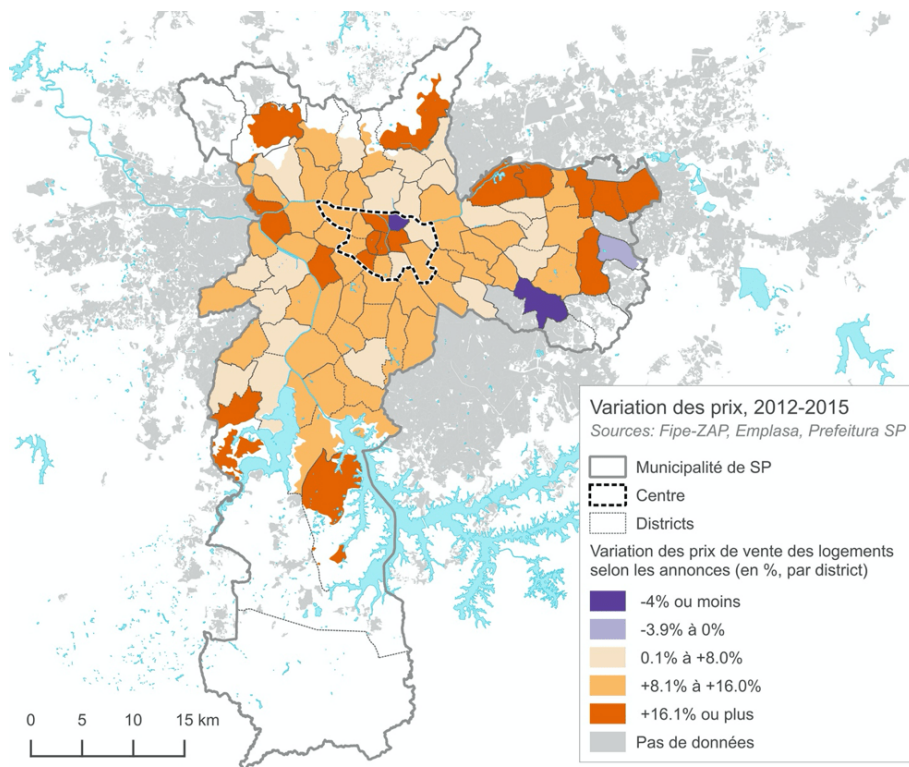 Variation des prix, 2012-2015
Sources: Fipe-ZAP, Emplasa, Prefeitura SP
Municipalité de SP
Centre
Districts
Variation des prix de vente des logements
selon les annonces (en %, par district)
-4% ou moins
-3.9% à 0%
0.1% à +8.0%
+8.1% à +16.0%
+16.1% ou plus
Pas de données
0 5 10 15 km